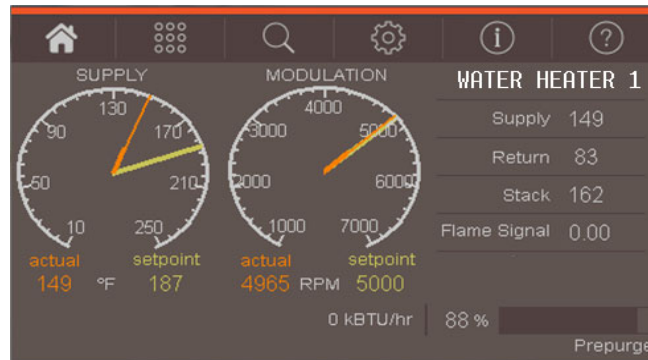 i ?
SUPPLY MODULATION WATER HEATER 1
10 50 90 130 170 210 250
1000 2000 3000 4000 5000 6000 7000
Supply 149
Return 83
Stack 162
Flame Signal 0.00
actual setpoint actual setpoint
149 °F 187 4965 RPM 5000
0 kBTU/hr 88 %
Prepurge